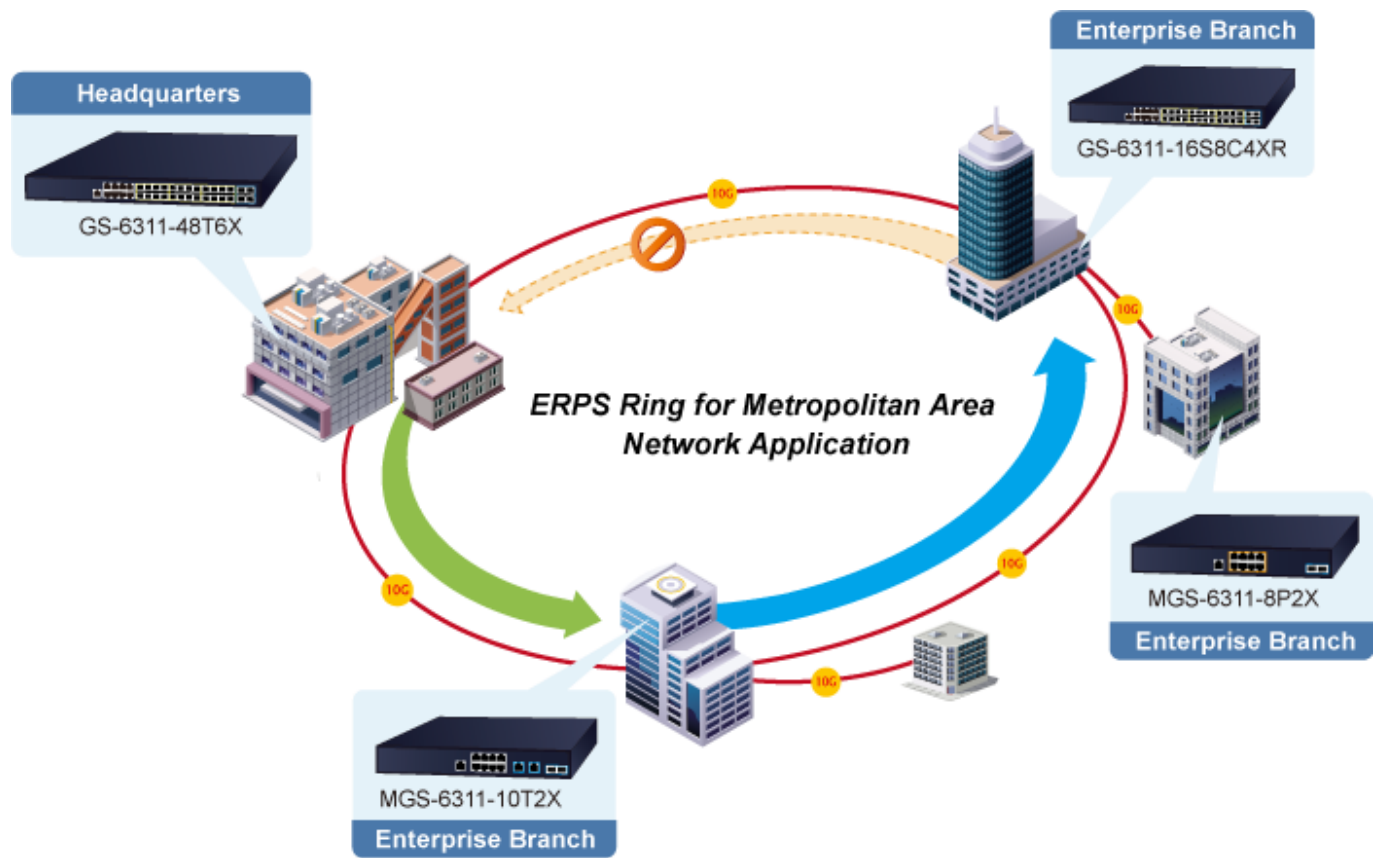 Enterprise Branch
GS-6311-16S8C4XR
Headquarters
GS-6311-48T6X
10G
10G
ERPS Ring for Metropolitan Area
Network Application
MGS-6311-8P2X
Enterprise Branch
10G
10G
10G
MGS-6311-10T2X
Enterprise Branch